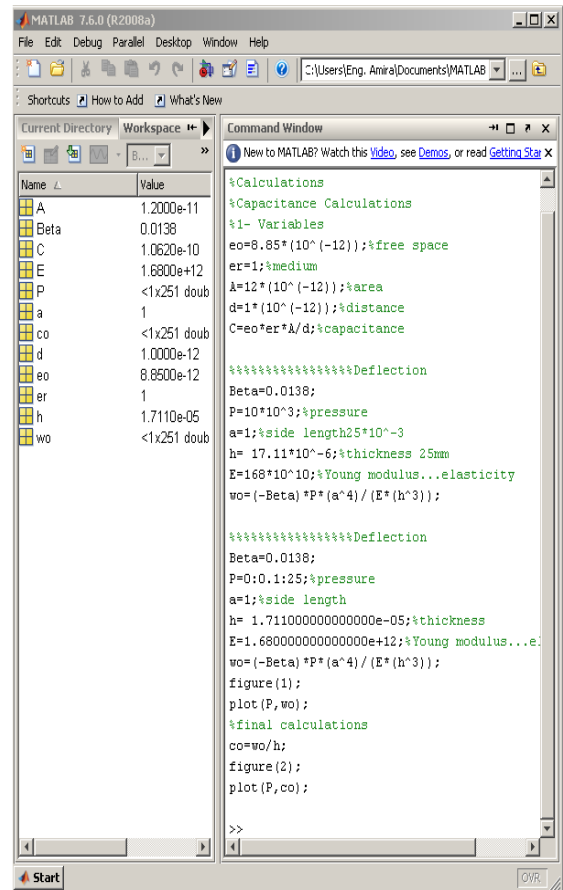 MATLAB 7.6.0 (R2008a)
File Edit Debug Parallel Desktop Window Help
C:\Users\Eng. Amira\Documents\MATLAB ...
Shortcuts How to Add What's New
Current Directory Workspace
B... »
Name Value
A 1.2000e-11
Beta 0.0138
C 1.0620e-10
E 1.6800e+12
P <1x251 doub
a 1
co <1x251 doub
d 1.0000e-12
eo 8.8500e-12
er 1
h 1.7110e-05
wo <1x251 doub
Command Window
New to MATLAB? Watch this Video, see Demos, or read Getting Star X
%Calculations
%Capacitance Calculations
%1- Variables
eo=8.85*(10^(-12));%free space
er=1;%medium
A=12*(10^(-12));%area
d=1*(10^(-12));%distance
C=eo*er*A/d;%capacitance
%%%%%%%%%%%%%%%%%Deflection
Beta=0.0138;
P=10*10^3;%pressure
a=1;%side length25*10^-3
h= 17.11*10^-6;%thickness 25mm
E=168*10^10;%Young modulus...elasticity
wo=(-Beta)*P*(a^4)/(E*(h^3));
%%%%%%%%%%%%%%%%%Deflection
Beta=0.0138;
P=0:0.1:25;%pressure
a=1;%side length
h= 1.711000000000000e-05;%thickness
E=1.680000000000000e+12;%Young modulus...el
wo=(-Beta)*P*(a^4)/(E*(h^3));
figure(1);
plot(P,wo);
%final calculations
co=wo/h;
figure(2);
plot(P,co);
>>
Start OVR